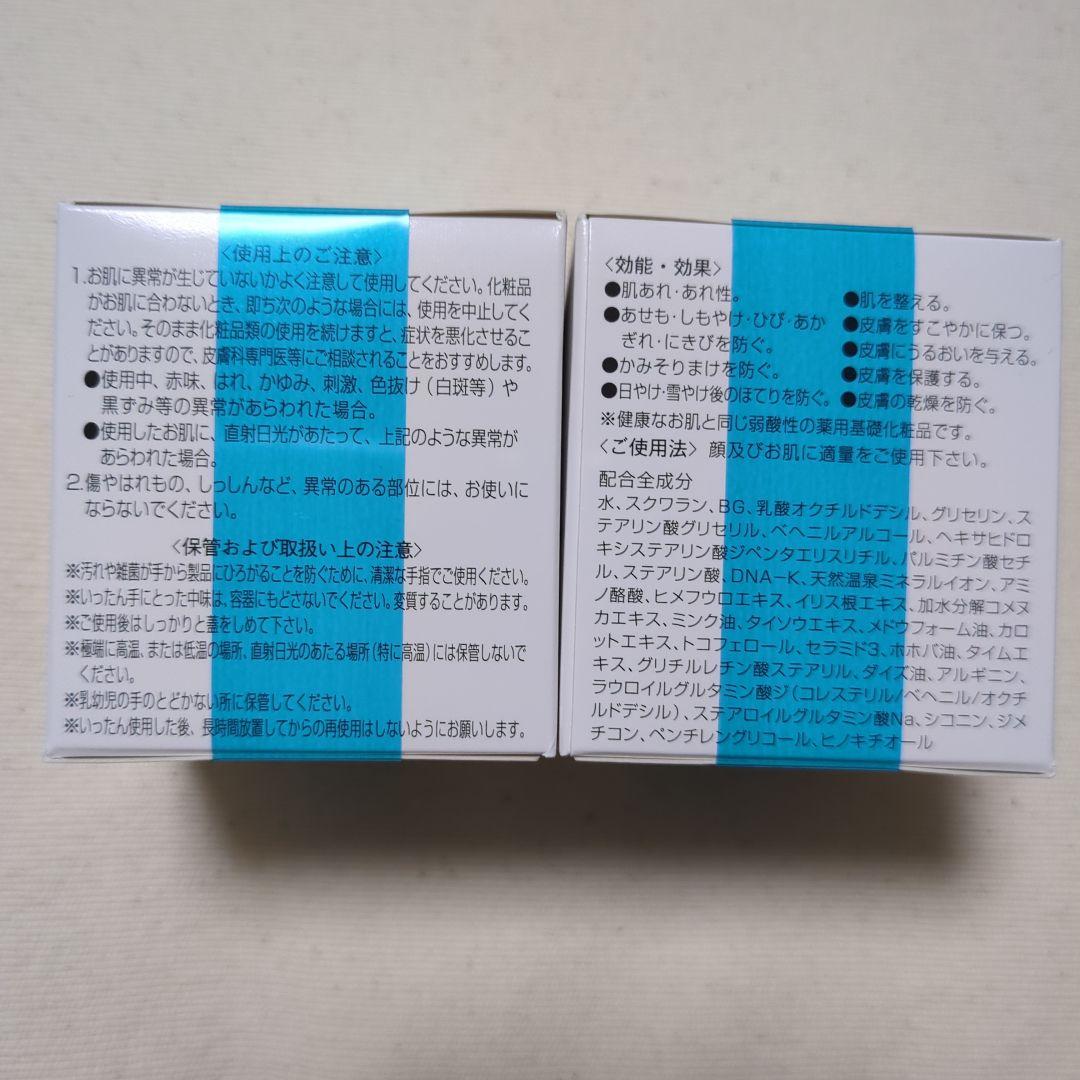 〈使用上のご注意〉
1.お肌に異常が生じていないかよく注意して使用してください。化粧品
がお肌に合わないとき、即ち次のような場合には、使用を中止してく
ださい。そのまま化粧品類の使用を続けますと、症状を悪化させるこ
とがありますので、皮膚科専門医等にご相談されることをおすすめします。
●使用中、赤味、はれ、かゆみ、刺激、色抜け(白斑等)や
黒ずみ等の異常があらわれた場合。
●使用したお肌に、直射日光があたって、上記のような異常が
あらわれた場合。
2.傷やはれもの、しっしんなど、異常のある部位には、お使いに
ならないでください。
〈保管および取扱い上の注意〉
※汚れや雑菌が手から製品にひろがることを防ぐために、清潔な手指でご使用ください。
※いったん手にとった中味は、容器にもどさないでください。変質することがあります。
※ご使用後はしっかりと蓋をしめて下さい。
※極端に高温、または低温の場所、直射日光のあたる場所(特に高温)には保管しないで
ください。
※乳幼児の手のとどかない所に保管してください。
※いったん使用した後、長時間放置してからの再使用はしないようにお願いします。
〈効能・効果〉
●肌あれ・あれ性。
●あせも・しもやけ・ひび・あか
ぎれ・にきびを防ぐ。
●かみそりまけを防ぐ。
●日やけ・雪やけ後のほてりを防ぐ。
●肌を整える。
●皮膚をすこやかに保つ。
●皮膚にうるおいを与える。
●皮膚を保護する。
●皮膚の乾燥を防ぐ。
※健康なお肌と同じ弱酸性の薬用基礎化粧品です。
〈ご使用法〉 顔及びお肌に適量をご使用下さい。
配合全成分
水、スクワラン、BG、乳酸オクチルドデシル、グリセリン、ス
テアリン酸グリセリル、ベヘニルアルコール、ヘキサヒドロ
キシステアリン酸ジペンタエリスリチル、パルミチン酸セチ
ル、ステアリン酸、DNA-K、天然温泉ミネラルイオン、アミ
ノ酪酸、ヒメフウロエキス、イリス根エキス、加水分解コメヌ
カエキス、ミンク油、タイソウエキス、メドウフォーム油、カロ
ットエキス、トコフェロール、セラミド3、ホホバ油、タイムエ
キス、グリチルレチン酸ステアリル、ダイズ油、アルギニン、
ラウロイルグルタミン酸ジ(コレステリル/ベヘニル/オクチ
ルドデシル)、ステアロイルグルタミン酸Na、シコニン、ジメ
チコン、ペンチレングリコール、ヒノキチオール